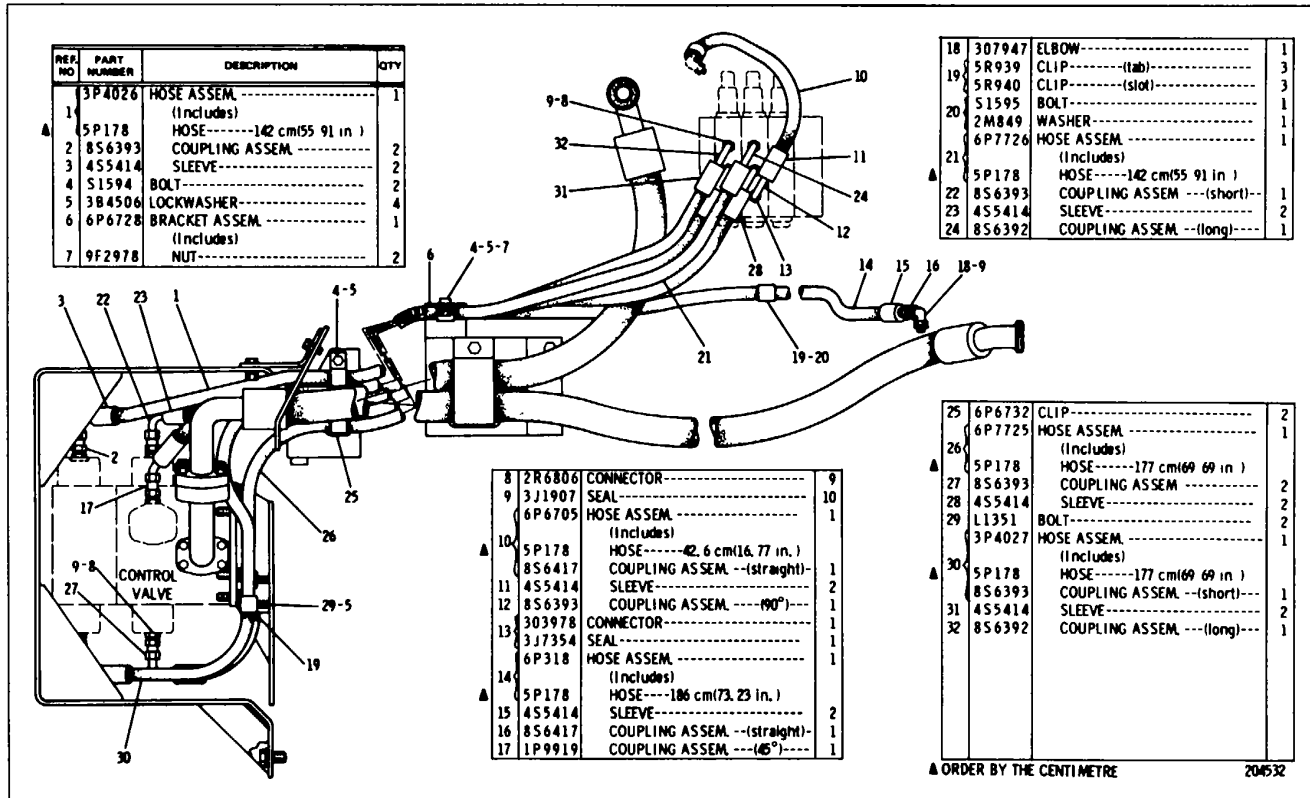 REF. NO PART NUMBER DESCRIPTION QTY
1 3P4026 HOSE ASSEM. 1
(Includes)
▲ 5P178 HOSE------142 cm(55 91 in ) 
2 8S6393 COUPLING ASSEM. 2
3 4S5414 SLEEVE 2
4 S1594 BOLT 2
5 3B4506 LOCKWASHER 4
6 6P6728 BRACKET ASSEM. 1
(Includes)
7 9F2978 NUT 2
18 307947 ELBOW 1
19 5R939 CLIP-------(tab) 3
5R940 CLIP------(slot) 3
20 S1595 BOLT 1
2M849 WASHER 1
21 6P7726 HOSE ASSEM. 1
(Includes)
▲ 5P178 HOSE------142 cm(55 91 in )
22 8S6393 COUPLING ASSEM --(short)- 1
23 4S5414 SLEEVE 2
24 8S6392 COUPLING ASSEM. --(long)---- 1
10
9-8
32
11
31
24
12
4-5-7
6
28
13
14
15
16
18-9
3
22
23
1
4-5
21
19-20
2
17
25
26
9-8
27
CONTROL
VALVE
29-5
19
30
8 2R6806 CONNECTOR 9
9 3J1907 SEAL 10
10 6P6705 HOSE ASSEM. 1
(Includes)
▲ 5P178 HOSE------42.6 cm(16.77 in.)
8S6417 COUPLING ASSEM. --(straight)- 1
11 4S5414 SLEEVE 2
12 8S6393 COUPLING ASSEM. ----(90°)-- 1
13 303978 CONNECTOR 1
3J7354 SEAL 1
14 6P318 HOSE ASSEM. 1
(Includes)
▲ 5P178 HOSE----186 cm(73.23 in.)
15 4S5414 SLEEVE 2
16 8S6417 COUPLING ASSEM. --(straight)- 1
17 1P9919 COUPLING ASSEM. ---(45°)---- 1
25 6P6732 CLIP 2
26 6P7725 HOSE ASSEM. 1
(Includes)
▲ 5P178 HOSE------177 cm(69 69 in )
27 8S6393 COUPLING ASSEM 2
28 4S5414 SLEEVE 2
29 L1351 BOLT 2
30 3P4027 HOSE ASSEM. 1
(Includes)
▲ 5P178 HOSE------177 cm(69 69 in )
8S6393 COUPLING ASSEM. --(short)-- 1
31 4S5414 SLEEVE 2
32 8S6392 COUPLING ASSEM. ---(long)--- 1
▲ ORDER BY THE CENTIMETRE 204532